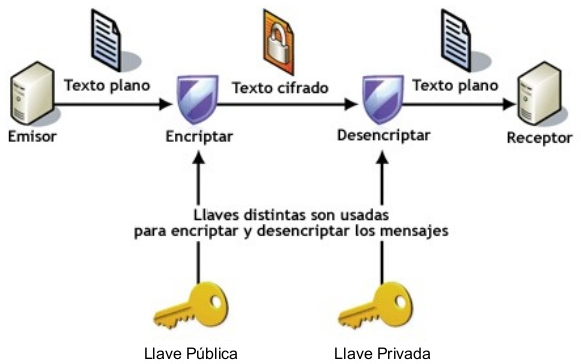 Texto plano
Texto cifrado
Texto plano
Emisor
Encriptar
Desencriptar
Receptor
Llaves distintas son usadas
para encriptar y desencriptar los mensajes
Llave Pública
Llave Privada